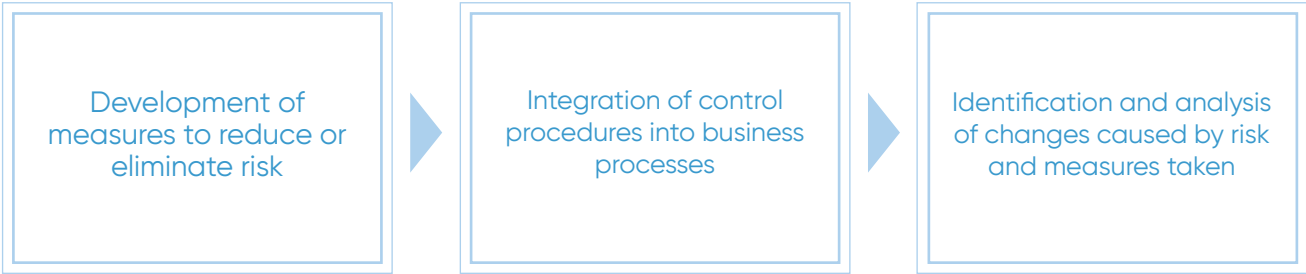 Development of
measures to reduce or
eliminate risk
Integration of control
procedures into business
processes
Identification and analysis
of changes caused by risk
and measures taken